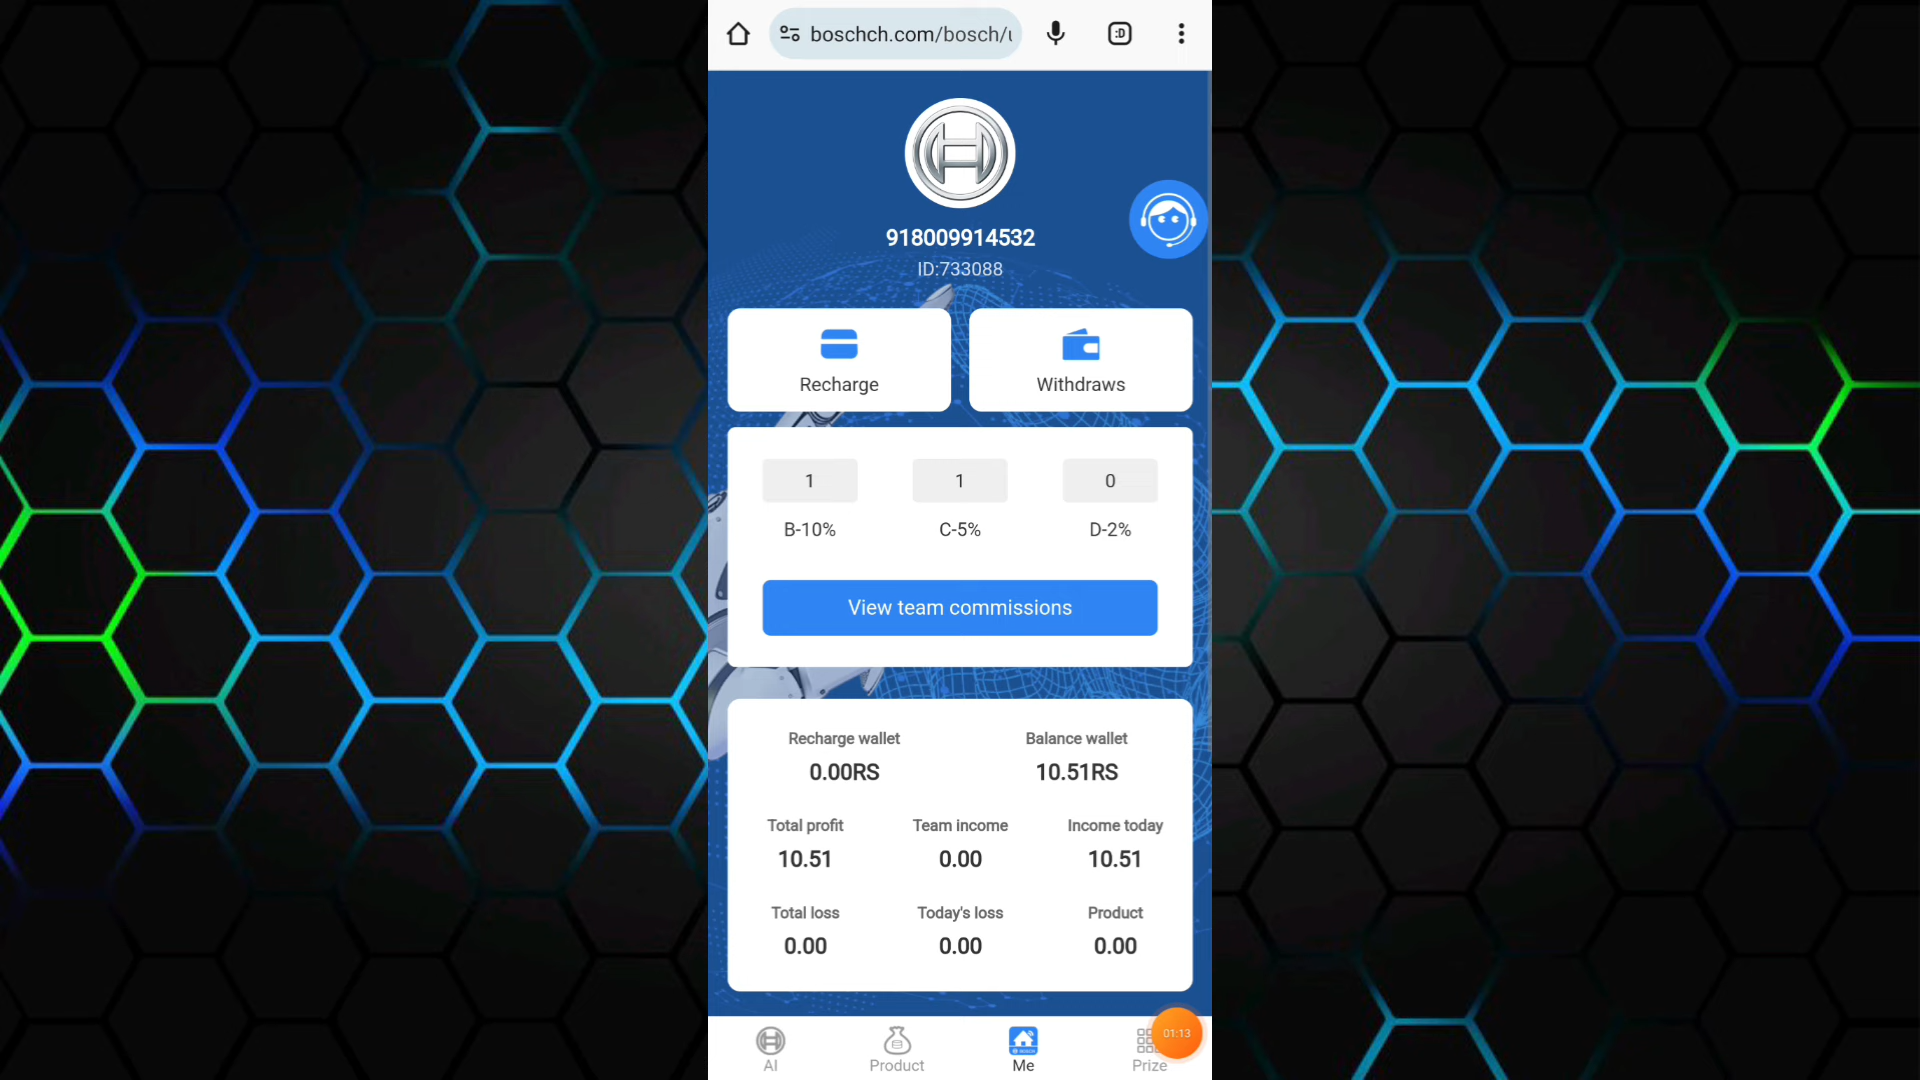 boschch.com/bosch/u
918009914532
ID:733088
Recharge
Withdraws
1
1
0
B-10%
C-5%
D-2%
View team commissions
Recharge wallet
Balance wallet
0.00RS
10.51RS
Total profit
Team income
Income today
10.51
0.00
10.51
Total loss
Today's loss
Product
0.00
0.00
0.00
01:13
AI
Product
Me
Prize